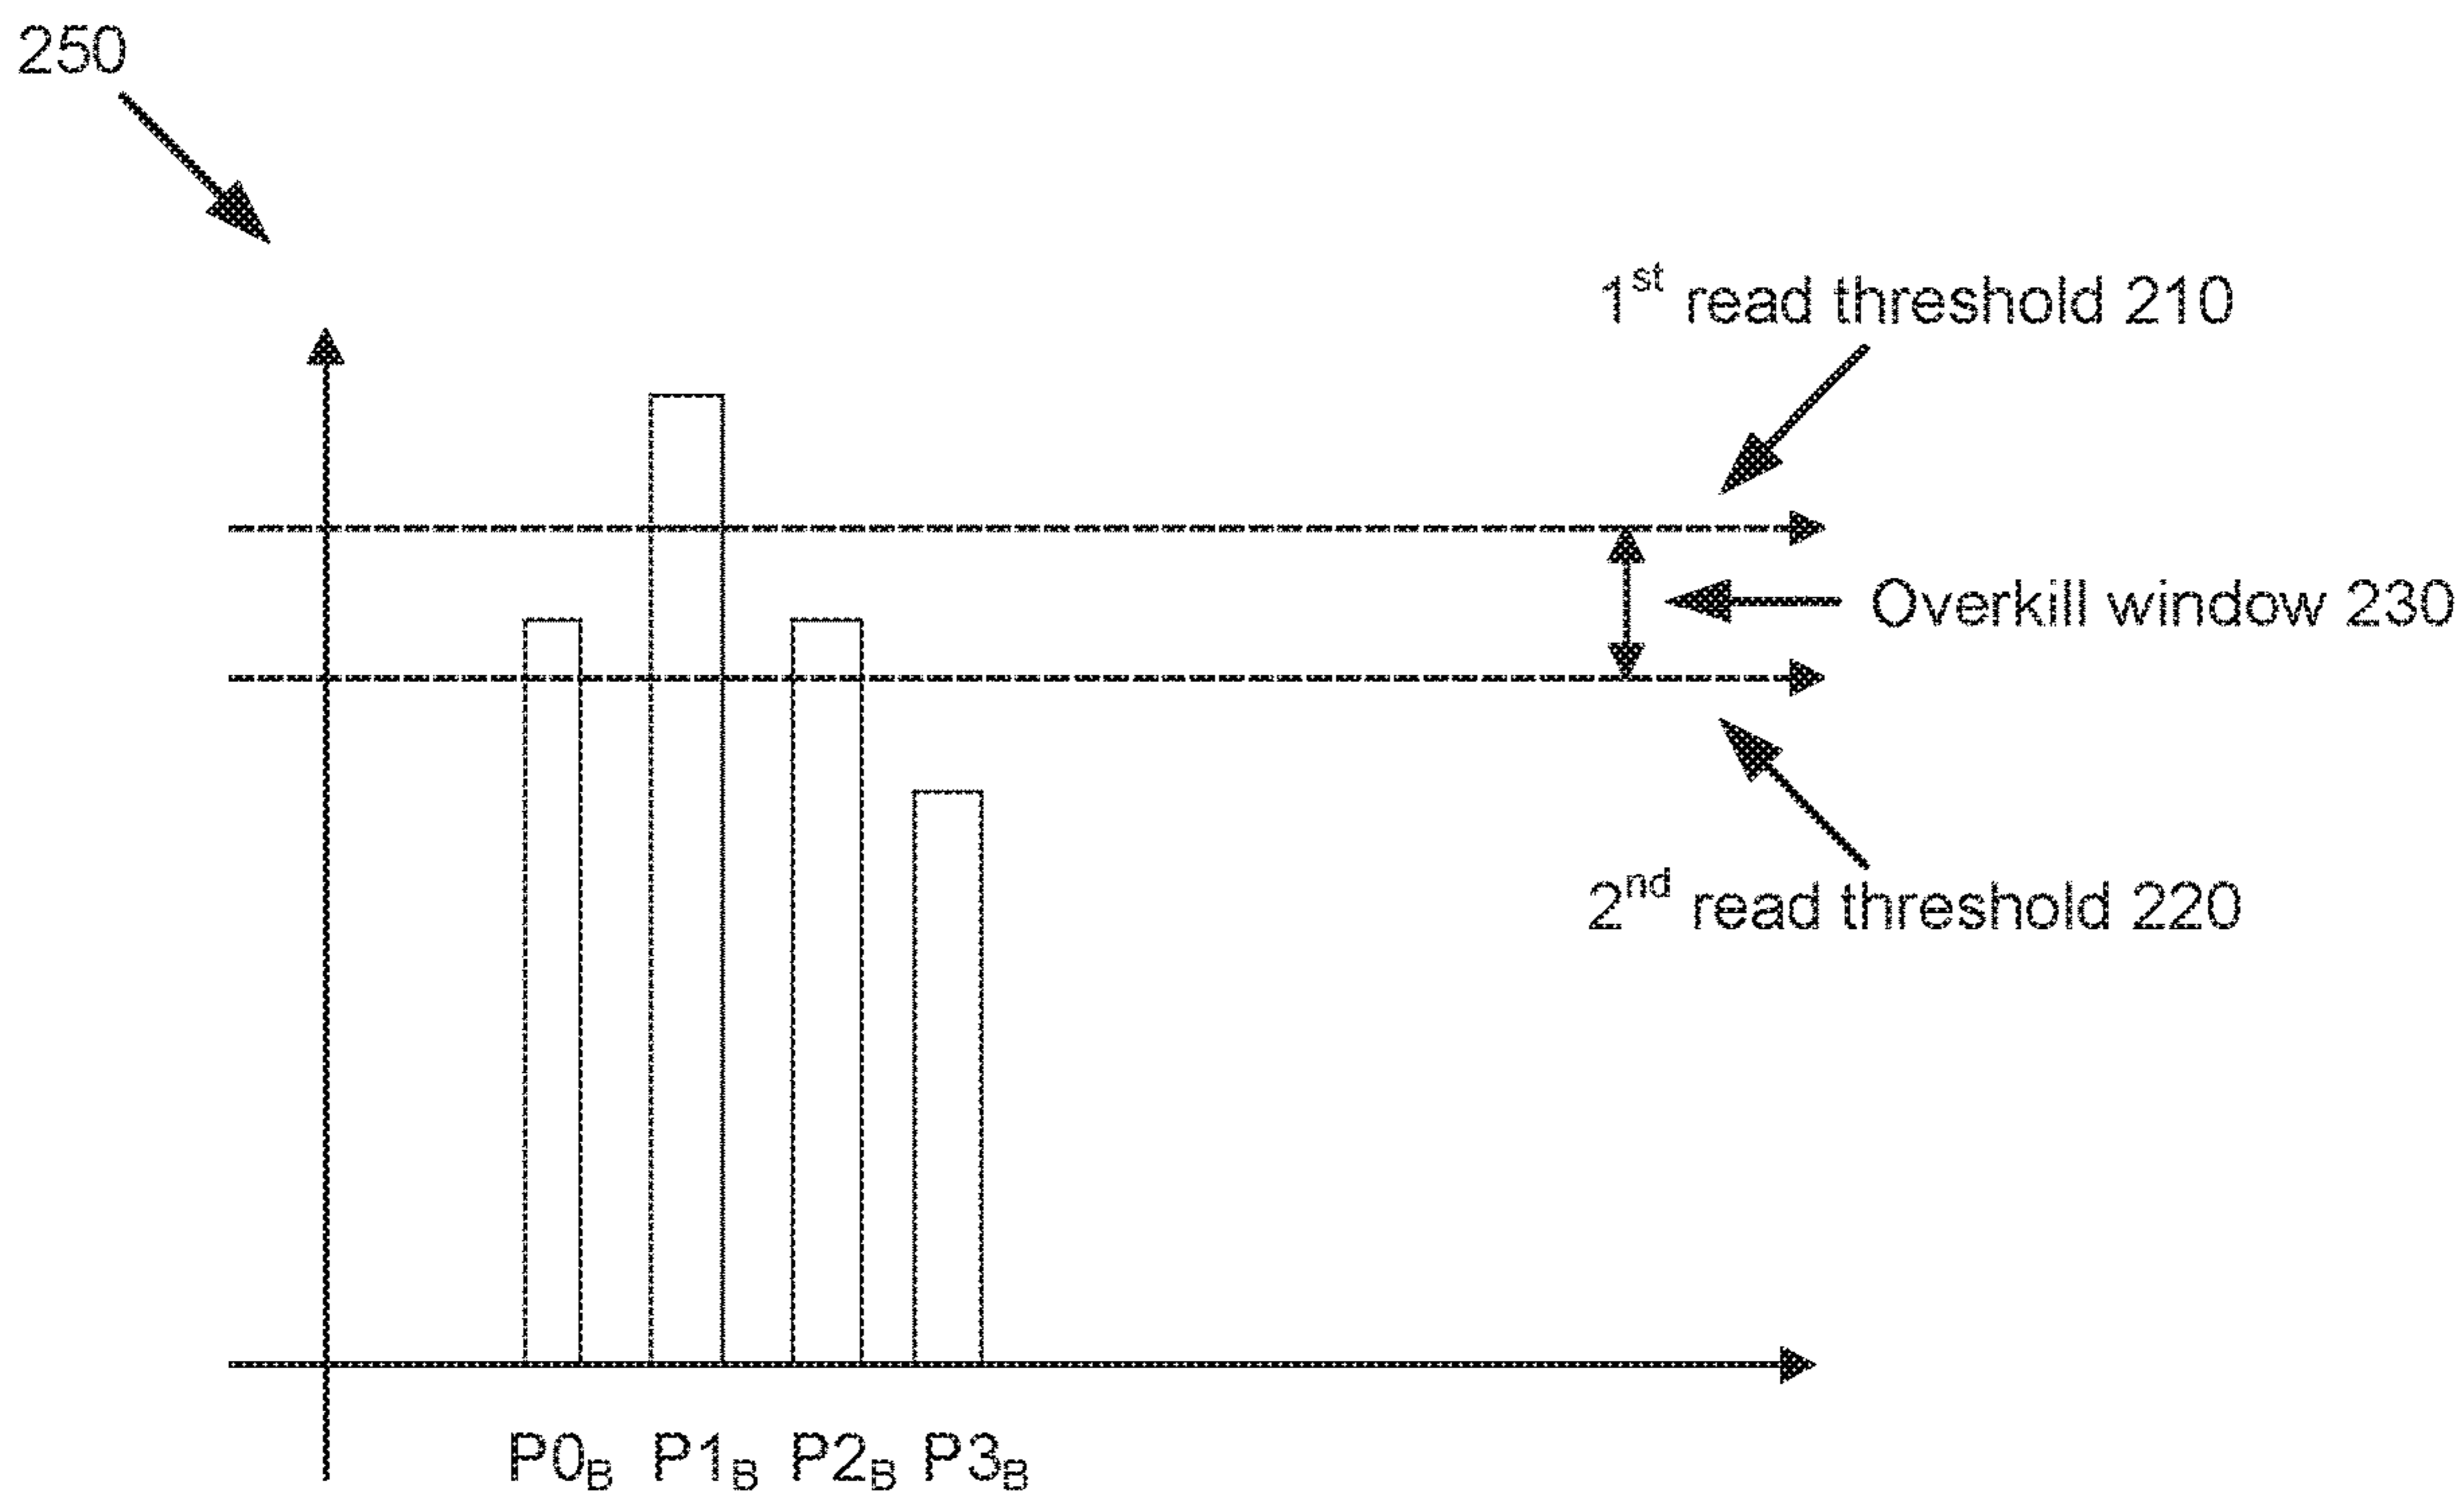 250
1st read threshold 210
Overkill window 230
2nd read threshold 220
P0B P1B P2B P3B